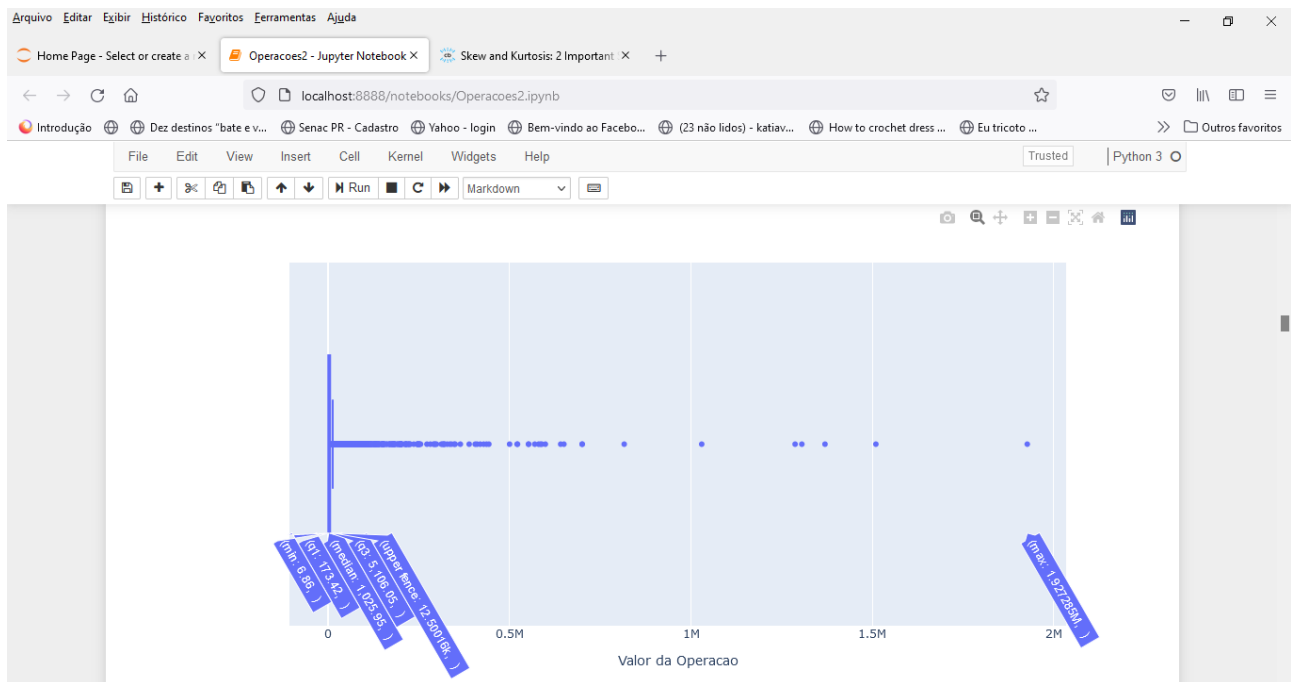 Arquivo Editar Exibir Histórico Favoritos Ferramentas Ajuda
Home Page - Select or create a
Operacoes2 - Jupyter Notebook
Skew and Kurtosis: 2 Important
localhost:8888/notebooks/Operacoes2.ipynb
Introdução
Dez destinos "bate e v...
Senac PR - Cadastro
Yahoo - login
Bem-vindo ao Facebo...
(23 não lidos) - katiav...
How to crochet dress ...
Eu tricoto ...
Outros favoritos
File Edit View Insert Cell Kernel Widgets Help
Trusted
Python 3
Run
Markdown
(min: 6.86, )
(q1: 173.42, )
(median: 1,025.95, )
(q3: 5,106.05, )
(upper fence: 12.50016k, )
(max: 1.927285M, )
0 0.5M 1M 1.5M 2M
Valor da Operacao